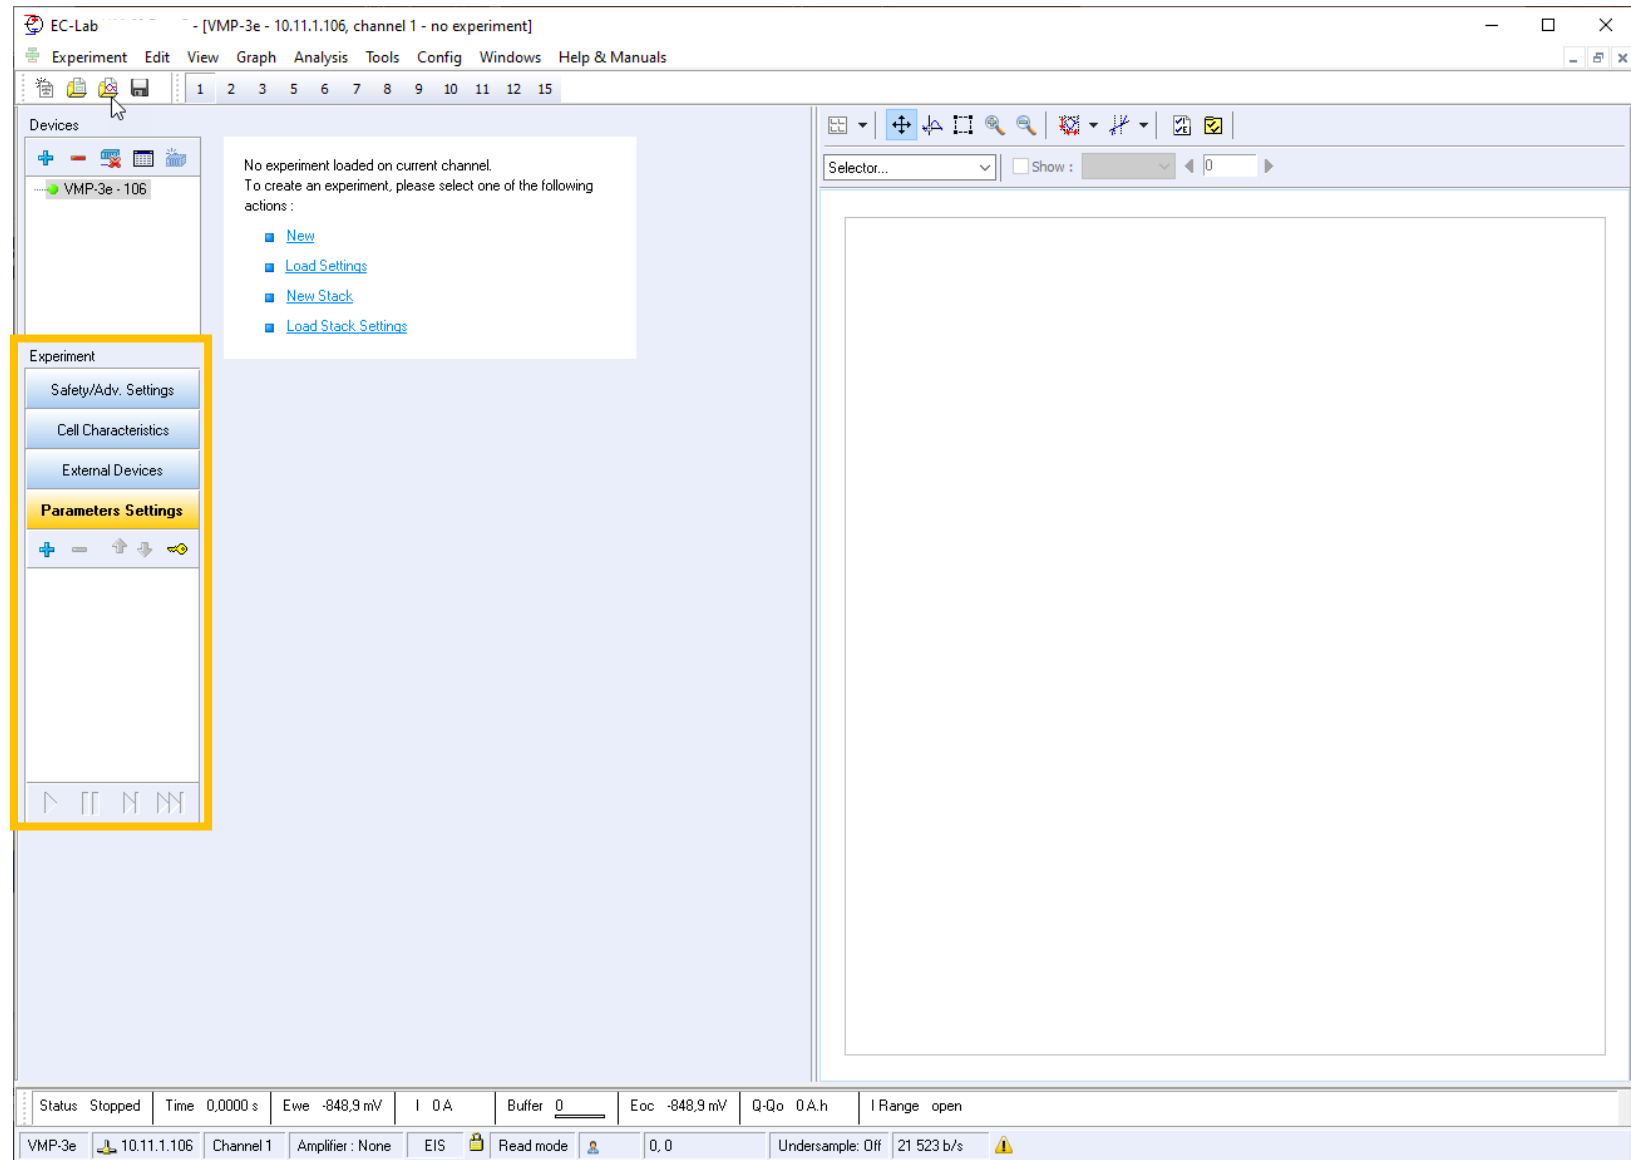 EC-Lab - [VMP-3e - 10.11.1.106, channel 1 - no experiment]
Experiment Edit View Graph Analysis Tools Config Windows Help & Manuals
1 2 3 5 6 7 8 9 10 11 12 15
Devices
VMP-3e - 106
No experiment loaded on current channel.
To create an experiment, please select one of the following
actions :
New
Load Settings
New Stack
Load Stack Settings
Selector... Show : 0
Experiment
Safety/Adv. Settings
Cell Characteristics
External Devices
Parameters Settings
Status Stopped Time 0,0000 s Ewe -848,9 mV I 0 A Buffer 0 Eoc -848,9 mV Q-Qo 0 A.h I Range open
VMP-3e 10.11.1.106 Channel 1 Amplifier : None EIS Read mode 0, 0 Undersample: Off 21 523 b/s